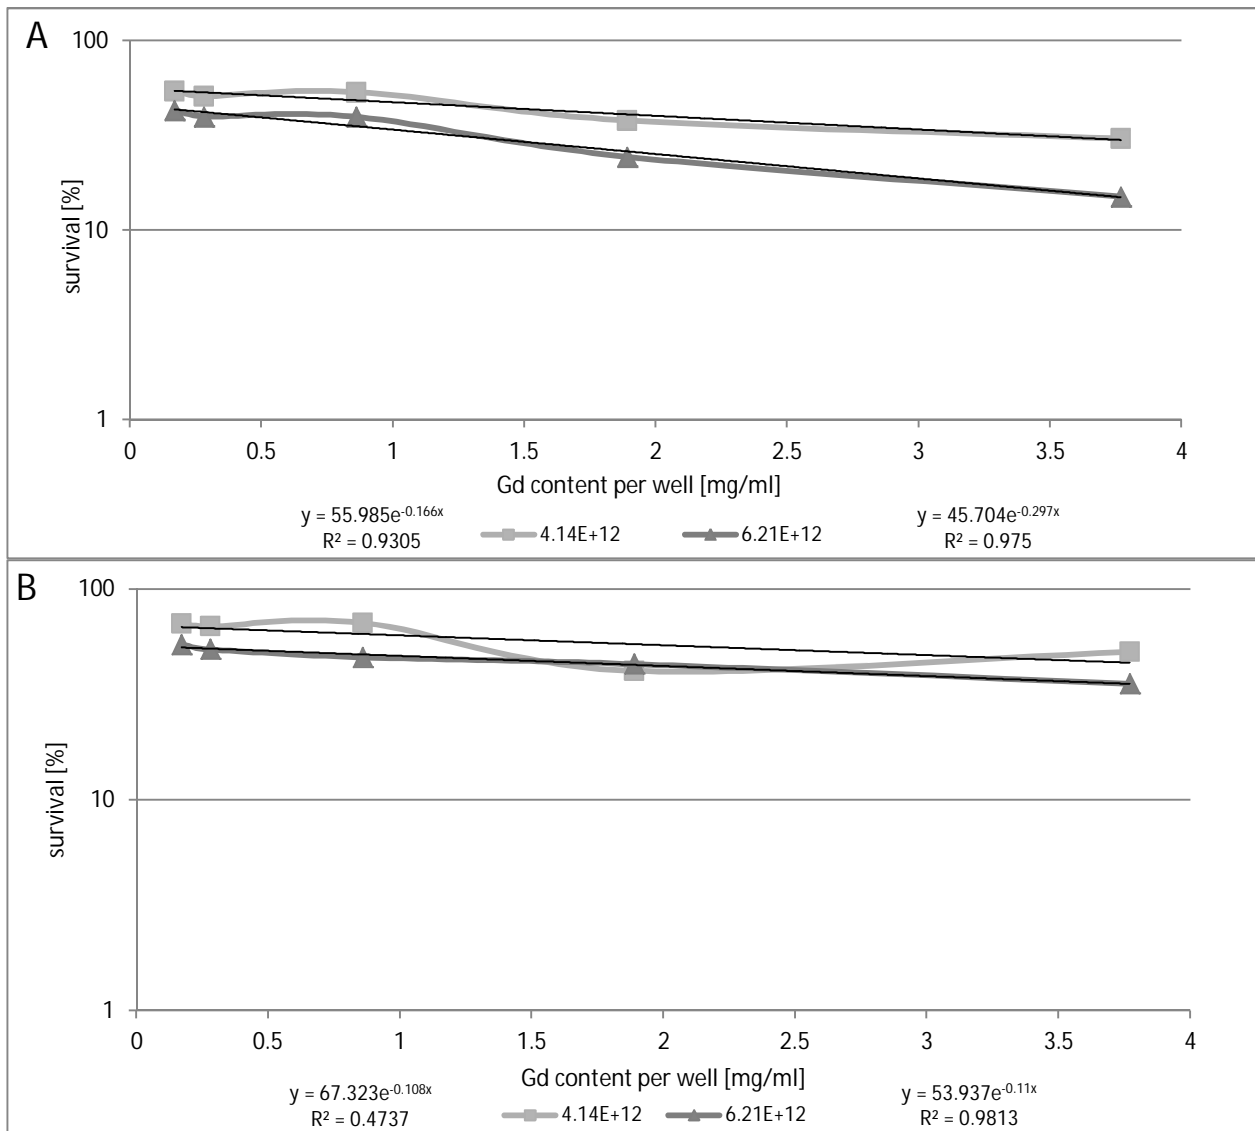 A
100
10
1
survival [%]
0 0.5 1 1.5 2 2.5 3 3.5 4
Gd content per well [mg/ml]
y = 55.985e^-0.166x
R² = 0.9305
4.14E+12 6.21E+12
y = 45.704e^-0.297x
R² = 0.975
B
100
10
1
survival [%]
0 0.5 1 1.5 2 2.5 3 3.5 4
Gd content per well [mg/ml]
y = 67.323e^-0.108x
R² = 0.4737
4.14E+12 6.21E+12
y = 53.937e^-0.11x
R² = 0.9813